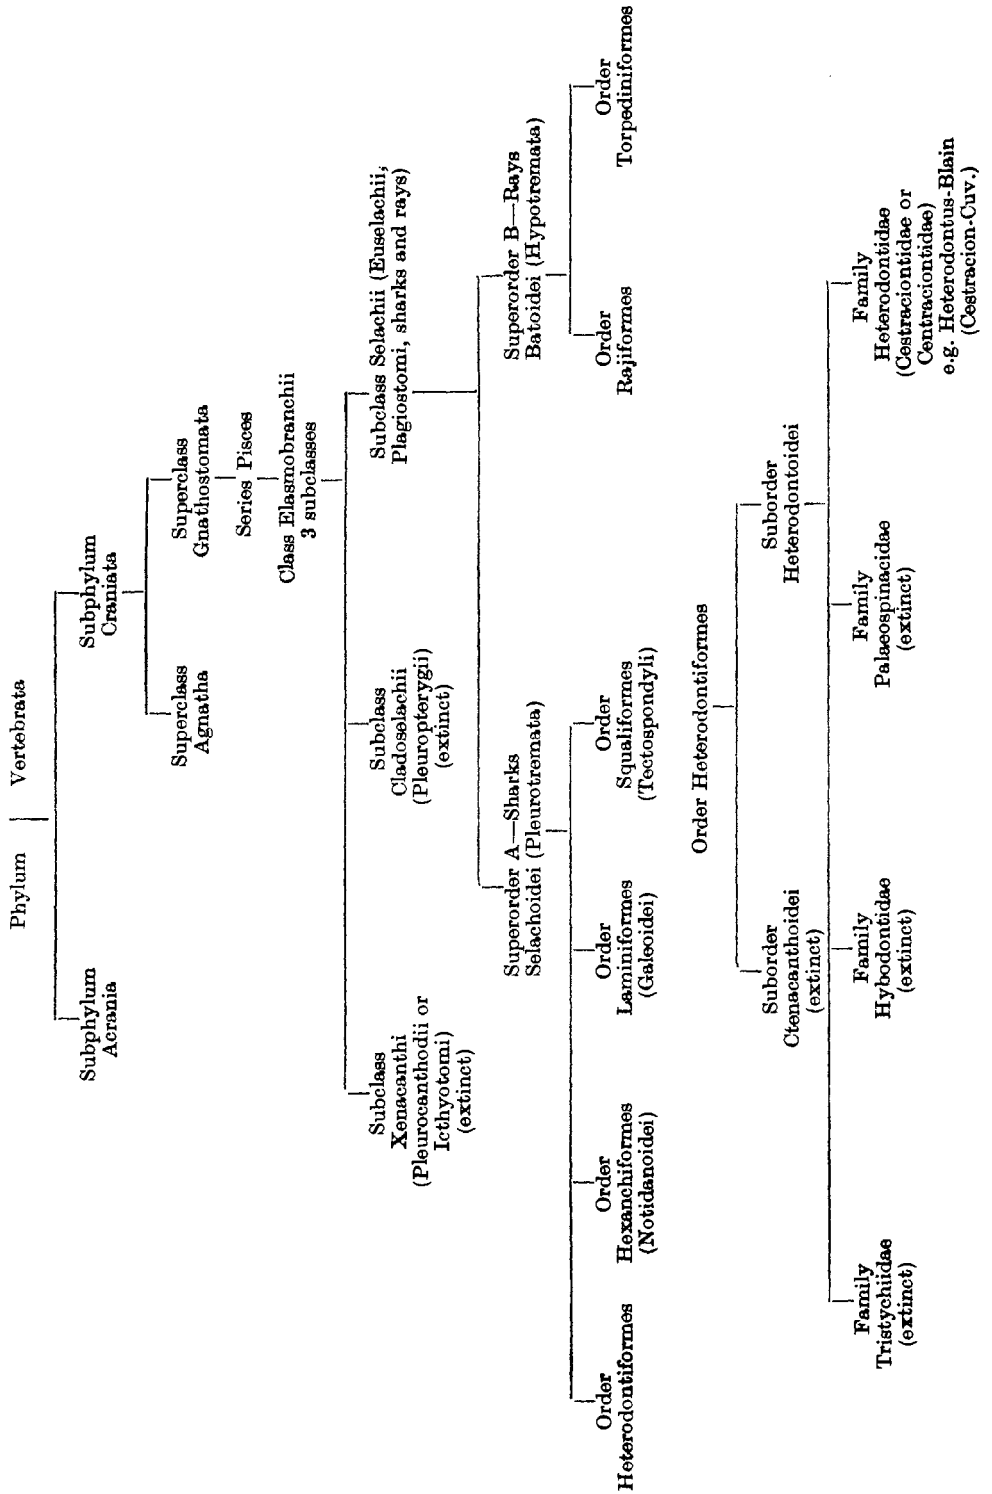 Phylum | Vertebrata
Subphylum
Acrania
Subphylum
Craniata
Superclass
Agnatha
Superclass
Gnathostomata
Series Pisces
Class Elasmobranchii
3 subclasses
Subclass
Xenacanthi
(Pleurocanthodii or
Icthyotomi)
(extinct)
Subclass
Cladoselachii
(Pleuropterygii)
(extinct)
Subclass Selachii (Euselachii,
Plagiostomi, sharks and rays)
Superorder A—Sharks
Selachoidei (Pleurotremata)
Superorder B—Rays
Batoidei (Hypotremata)
Order
Heterodontiformes
Order
Hexanchiformes
(Notidanoidei)
Order
Laminiformes
(Galeoidei)
Order
Squaliformes
(Tectospondyli)
Order
Rajiformes
Order
Torpediniformes
Order Heterodontiformes
Suborder
Ctenacanthoidei
(extinct)
Suborder
Heterodontoidei
Family
Tristychiidae
(extinct)
Family
Hybodontidae
(extinct)
Family
Palaeospinacidae
(extinct)
Family
Heterodontidae
(Cestraciontidae or
Centraciontidae)
e.g. Heterodontus-Blain
(Cestracion-Cuv.)